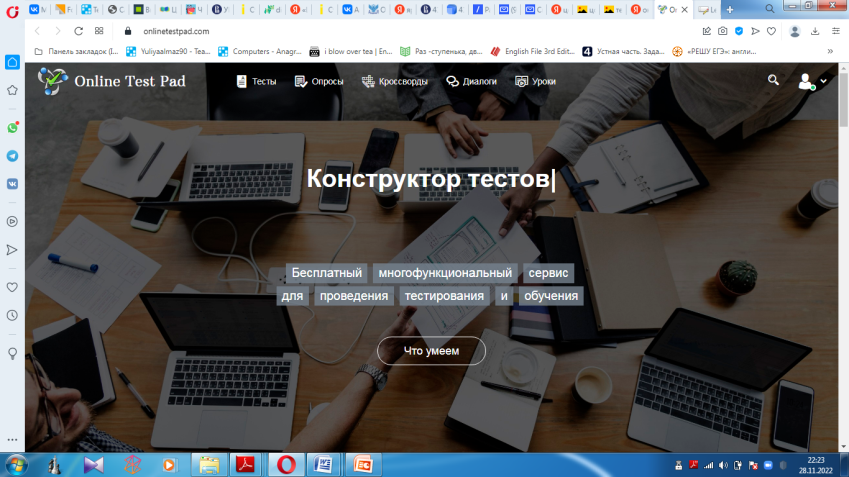 onlinetestpad.com
Панель закладок (I... Yuliyaalmaz90 - Tea... Computers - Anagr... i blow over tea | En... Раз -ступенька, дв... English File 3rd Edit... Устная часть. Зада... «РЕШУ ЕГЭ»: англи...
Online Test Pad Тесты Опросы Кроссворды Диалоги Уроки
Конструктор тестов
Бесплатный многофункциональный сервис
для проведения тестирования и обучения
Что умеем
22:23
28.11.2022